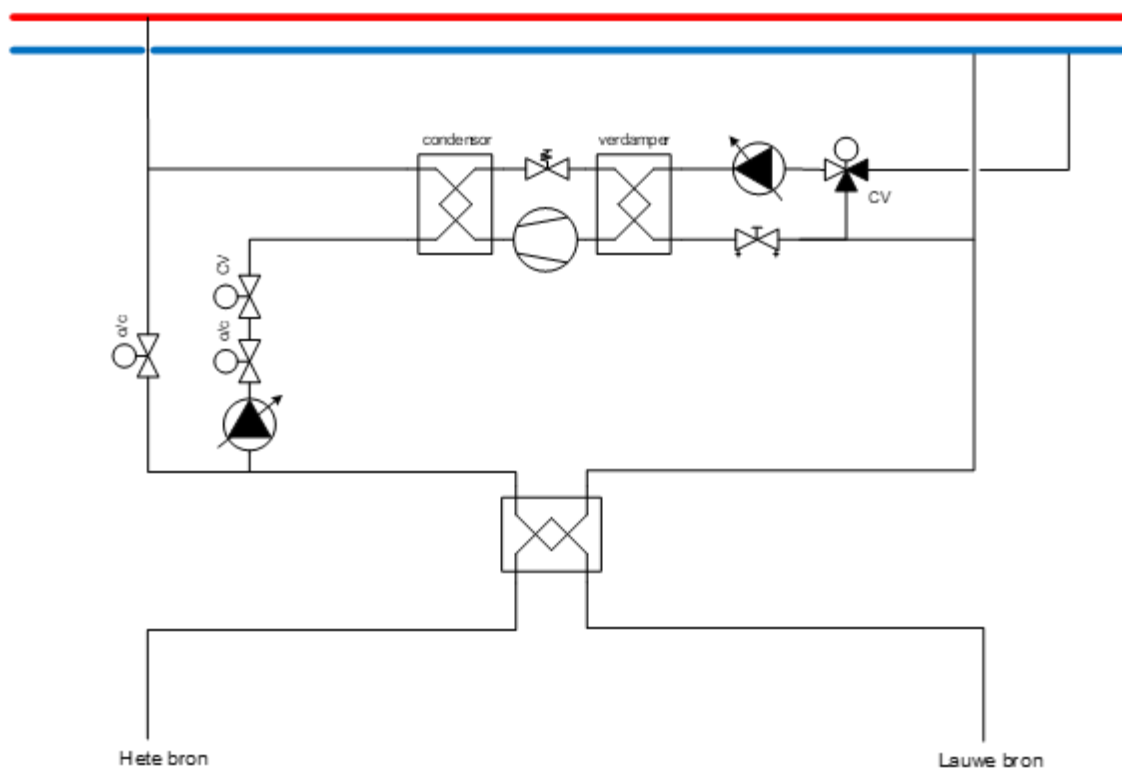 condensor
verdamper
CV
CV
a/c
a/c
Hete bron
Lauwe bron